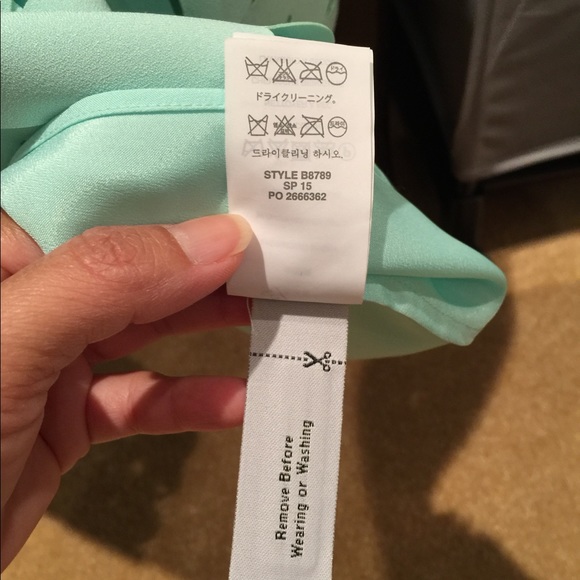 ドライクリーニング。
드라이클리닝 하시오.
STYLE B8789
SP 15
PO 2666362
Remove Before
Wearing or Washing